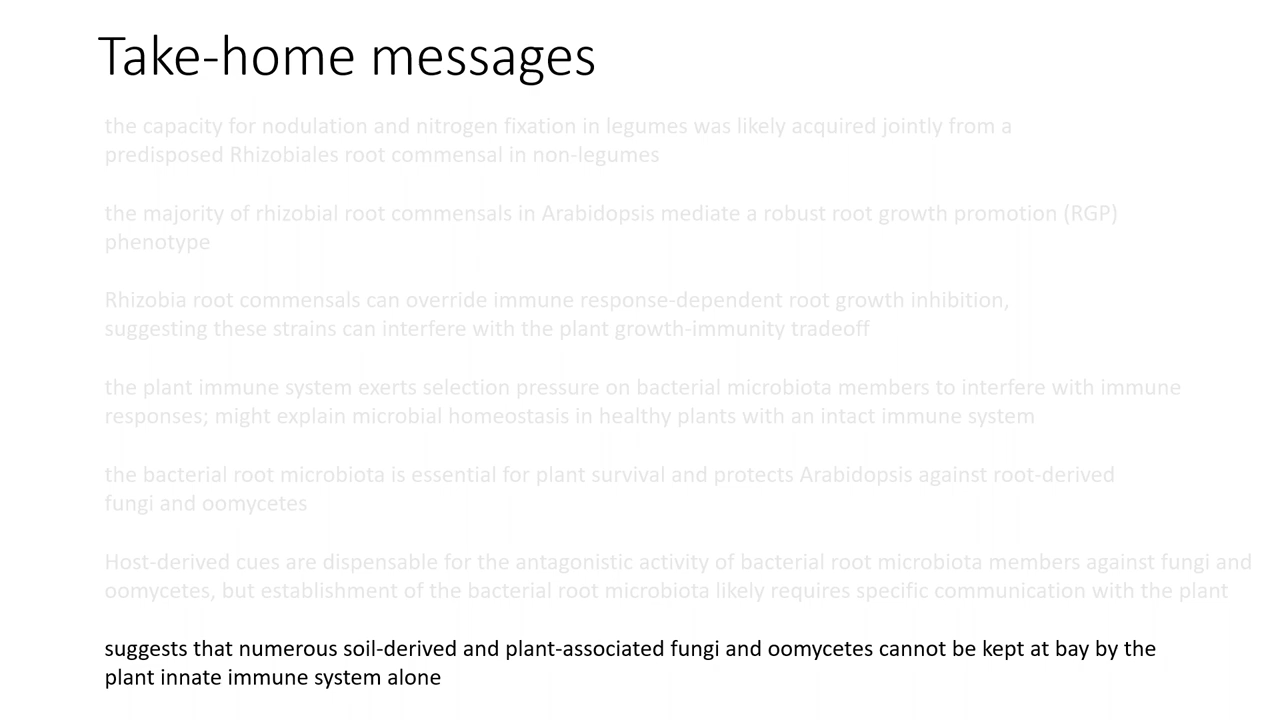 Take-home messages
the capacity for nodulation and nitrogen fixation in legumes was likely acquired jointly from a
predisposed Rhizobiales root commensal in non-legumes
the majority of rhizobial root commensals in Arabidopsis mediate a robust root growth promotion (RGP)
phenotype
Rhizobia root commensals can override immune response-dependent root growth inhibition,
suggesting these strains can interfere with the plant growth-immunity tradeoff
the plant immune system exerts selection pressure on bacterial microbiota members to interfere with immune
responses; might explain microbial homeostasis in healthy plants with an intact immune system
the bacterial root microbiota is essential for plant survival and protects Arabidopsis against root-derived
fungi and oomycetes
Host-derived cues are dispensable for the antagonistic activity of bacterial root microbiota members against fungi and
oomycetes, but establishment of the bacterial root microbiota likely requires specific communication with the plant
suggests that numerous soil-derived and plant-associated fungi and oomycetes cannot be kept at bay by the
plant innate immune system alone